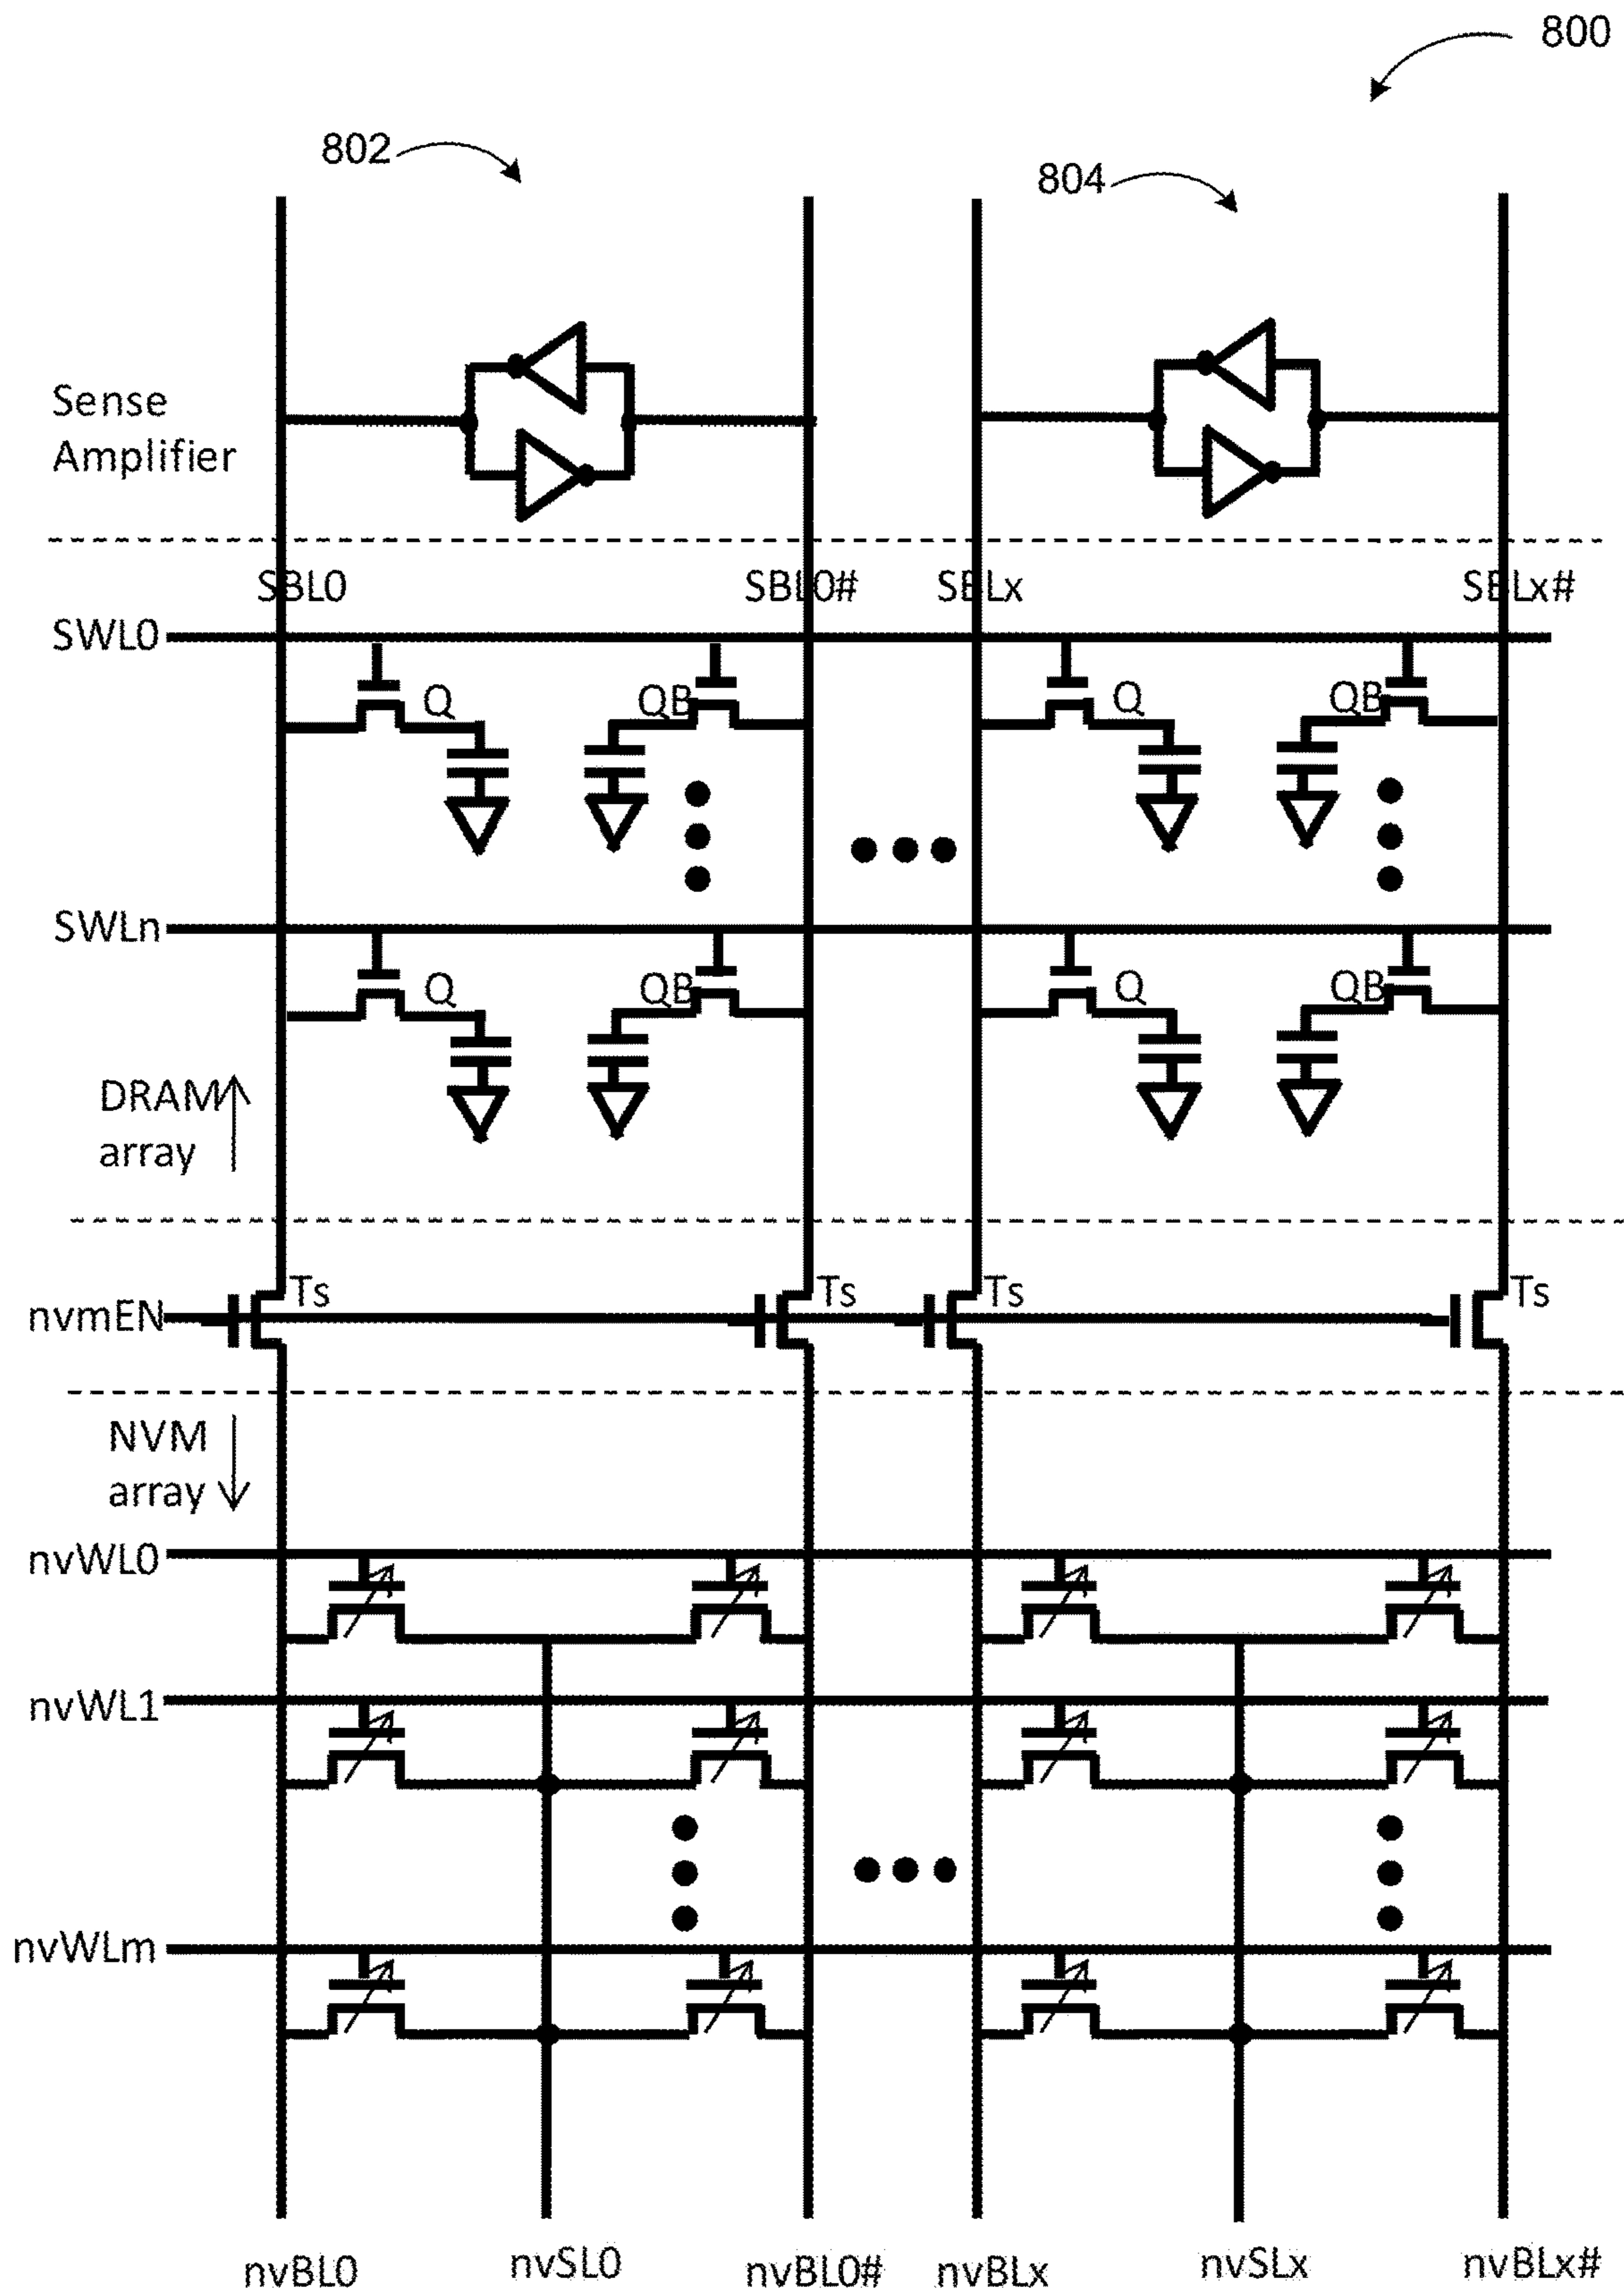 800
802
804
Sense
Amplifier
SBL0 SBL0# SBLx SBLx#
SWL0
Q QB Q QB
SWLn
Q QB Q QB
DRAM
array
Ts Ts Ts Ts
nvmEN
NVM
array
nvWL0
nvWL1
nvWLm
nvBL0 nvSL0 nvBL0# nvBLx nvSLx nvBLx#